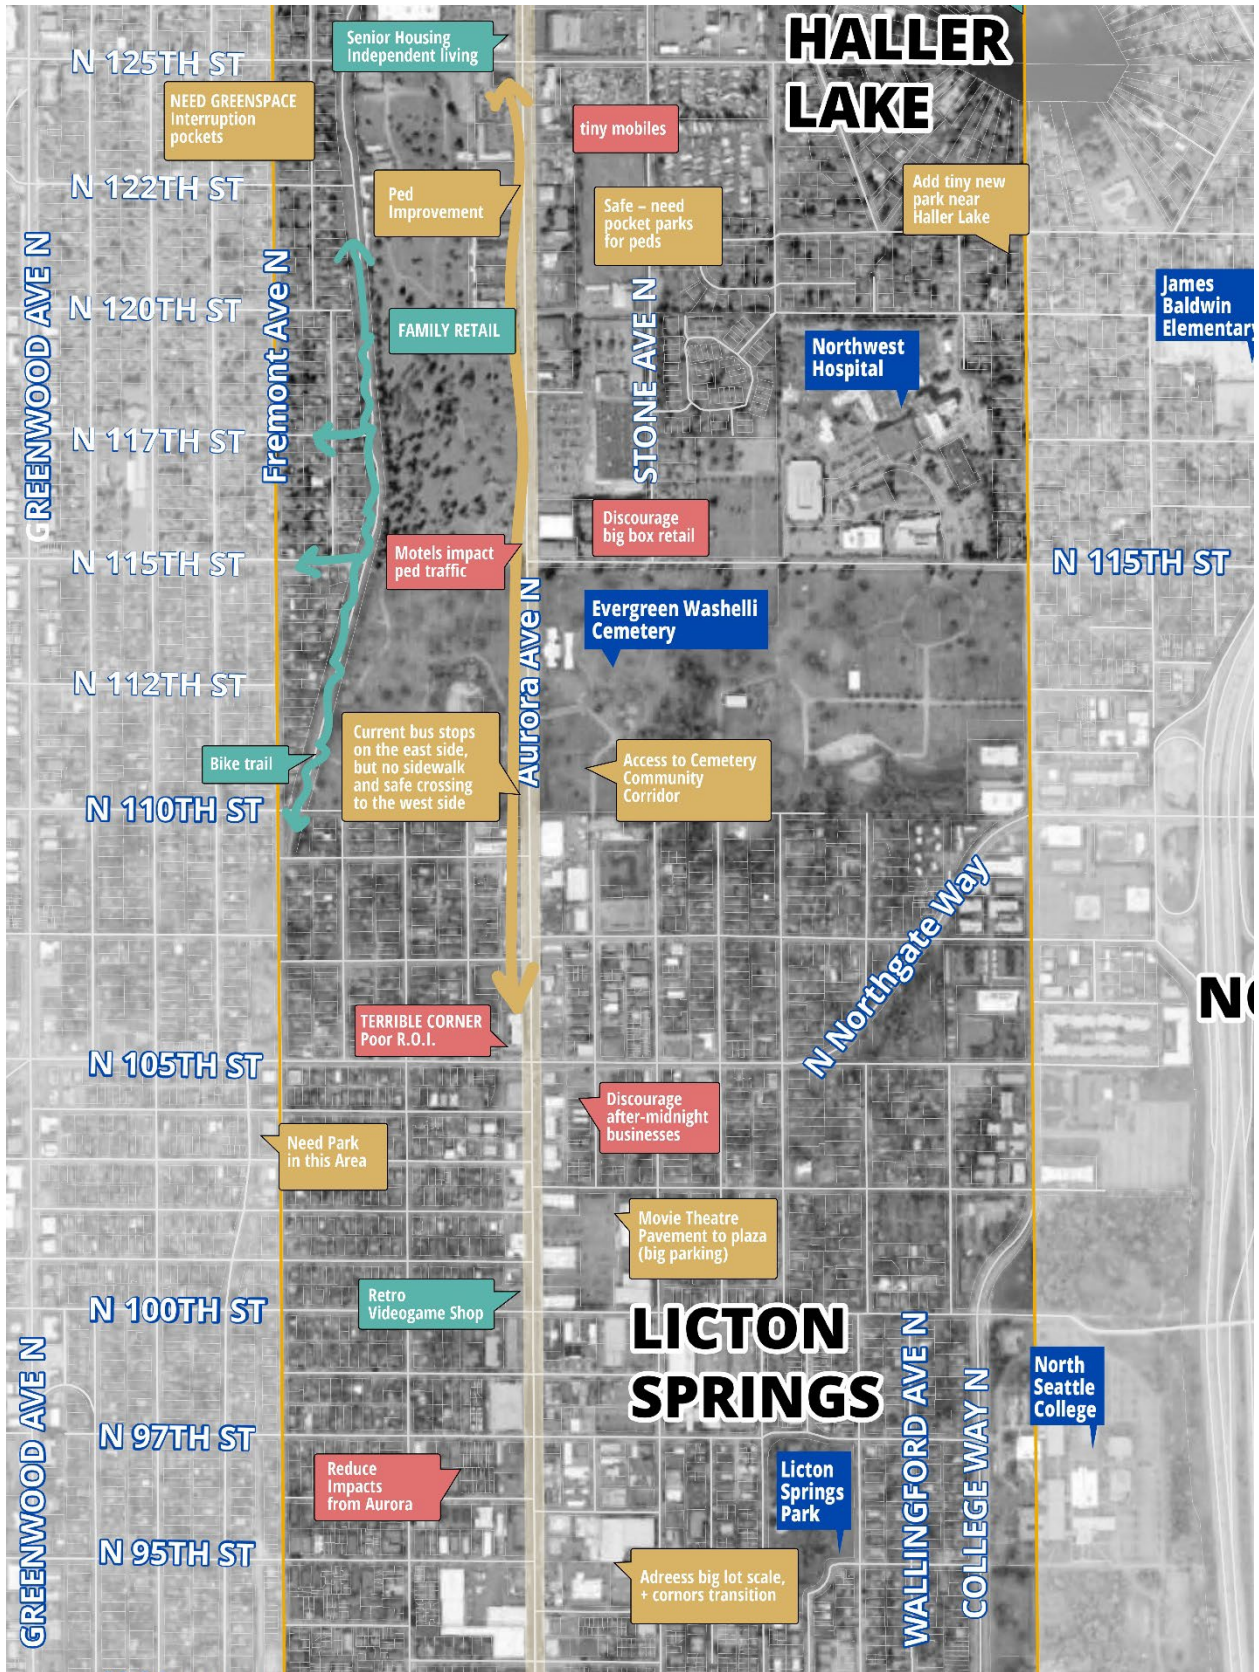 HALLER
LAKE
Senior Housing
Independent living
N 125TH ST
NEED GREENSPACE
Interruption
pockets
tiny mobiles
N 122TH ST
Ped
Improvement
Safe – need
pocket parks
for peds
Add tiny new
park near
Haller Lake
GREENWOOD AVE N
Fremont Ave N
N 120TH ST
FAMILY RETAIL
STONE AVE N
Northwest
Hospital
James
Baldwin
Elementary
N 117TH ST
Discourage
big box retail
Motels impact
ped traffic
N 115TH ST
N 115TH ST
Aurora Ave N
Evergreen Washelli
Cemetery
N 112TH ST
Current bus stops
on the east side,
but no sidewalk
and safe crossing
to the west side
Bike trail
Access to Cemetery
Community
Corridor
N 110TH ST
N Northgate Way
NO
TERRIBLE CORNER
Poor R.O.I.
N 105TH ST
Discourage
after-midnight
businesses
Need Park
in this Area
Movie Theatre
Pavement to plaza
(big parking)
Retro
Videogame Shop
N 100TH ST
LICTON
SPRINGS
GREENWOOD AVE N
WALLINGFORD AVE N
COLLEGE WAY N
North
Seattle
College
N 97TH ST
Reduce
Impacts
from Aurora
Licton
Springs
Park
N 95TH ST
Adreess big lot scale,
+ cornors transition